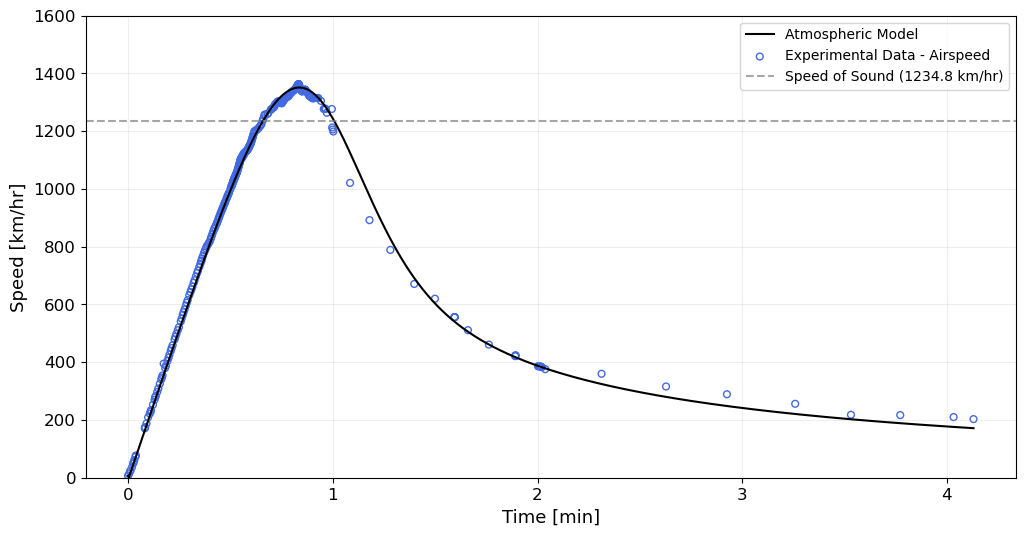 1600
1400
1200
1000
800
600
400
200
0
Speed [km/hr]
Atmospheric Model
Experimental Data - Airspeed
Speed of Sound (1234.8 km/hr)
0 1 2 3 4
Time [min]